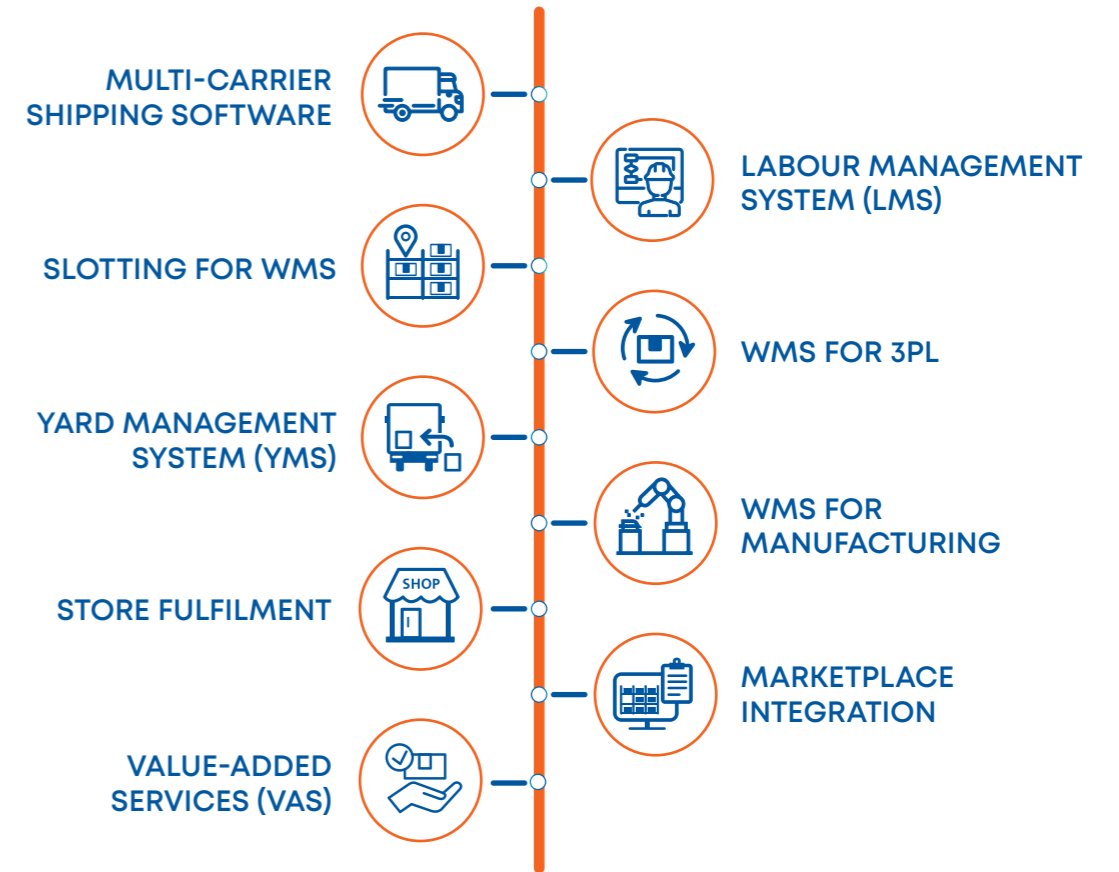 MULTI-CARRIER
SHIPPING SOFTWARE
LABOUR MANAGEMENT
SYSTEM (LMS)
SLOTTING FOR WMS
WMS FOR 3PL
YARD MANAGEMENT
SYSTEM (YMS)
WMS FOR
MANUFACTURING
SHOP
STORE FULFILMENT
MARKETPLACE
INTEGRATION
VALUE-ADDED
SERVICES (VAS)